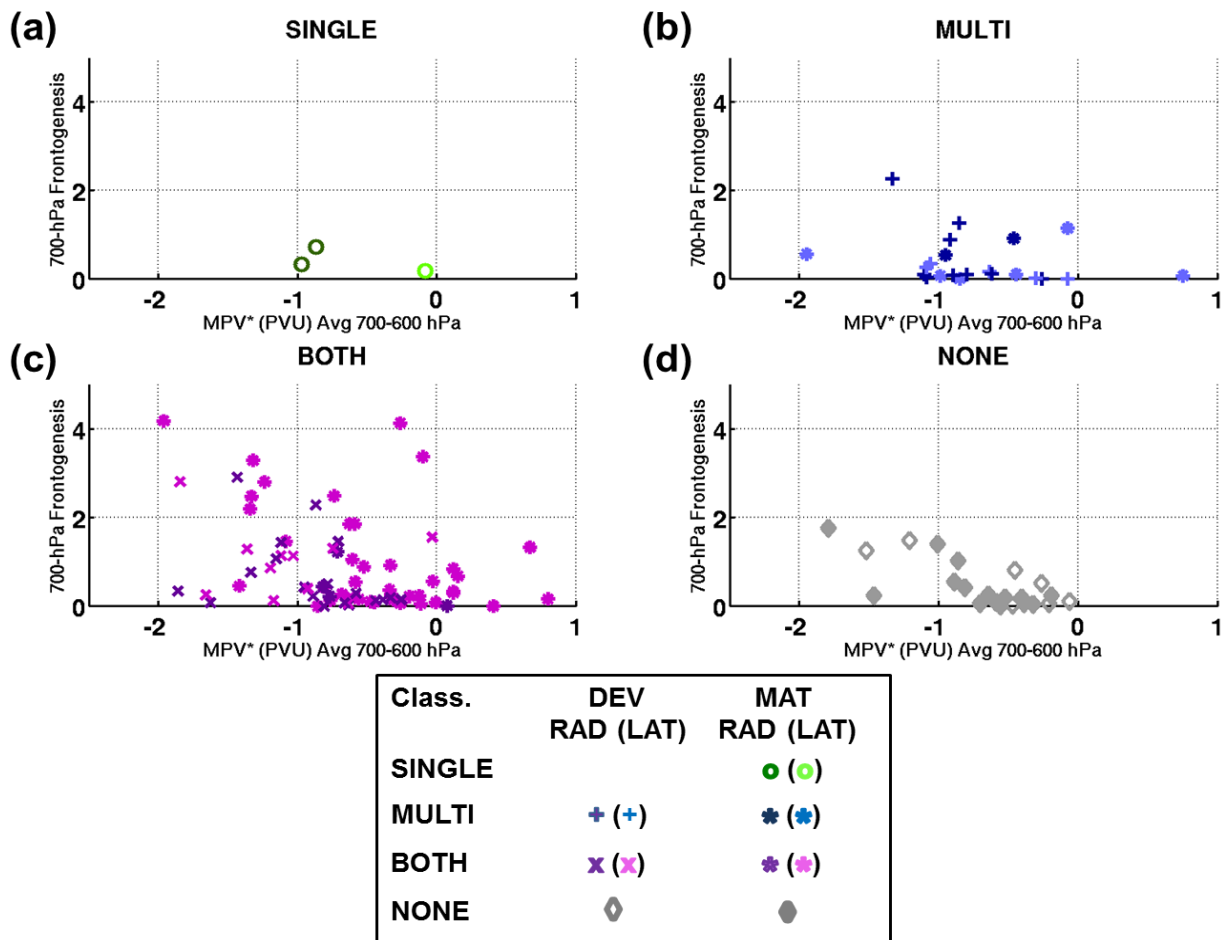 (a) SINGLE
700-hPa Frontogenesis
4
2
0
-2 -1 0 1
MPV* (PVU) Avg 700-600 hPa
(b) MULTI
700-hPa Frontogenesis
4
2
0
-2 -1 0 1
MPV* (PVU) Avg 700-600 hPa
(c) BOTH
700-hPa Frontogenesis
4
2
0
-2 -1 0 1
MPV* (PVU) Avg 700-600 hPa
(d) NONE
700-hPa Frontogenesis
4
2
0
-2 -1 0 1
MPV* (PVU) Avg 700-600 hPa
Class. DEV MAT
RAD (LAT) RAD (LAT)
SINGLE
MULTI
BOTH
NONE